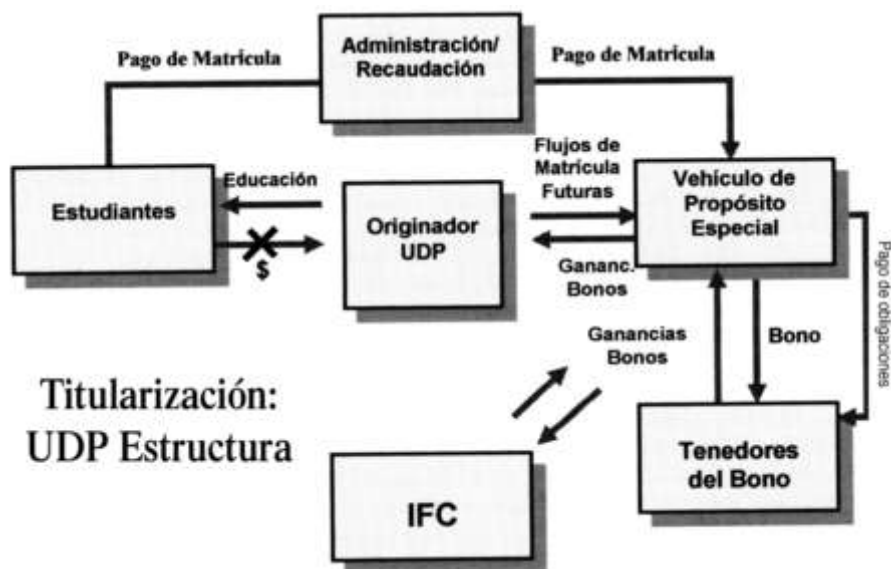 Administración/
Recaudación
Pago de Matrícula
Pago de Matrícula
Estudiantes
Educación
$
Originador
UDP
Flujos de
Matrícula
Futuras
Vehículo de
Propósito
Especial
Gananc.
Bonos
Ganancias
Bonos
Bono
Pago de obligaciones
Titularización:
UDP Estructura
IFC
Tenedores
del Bono